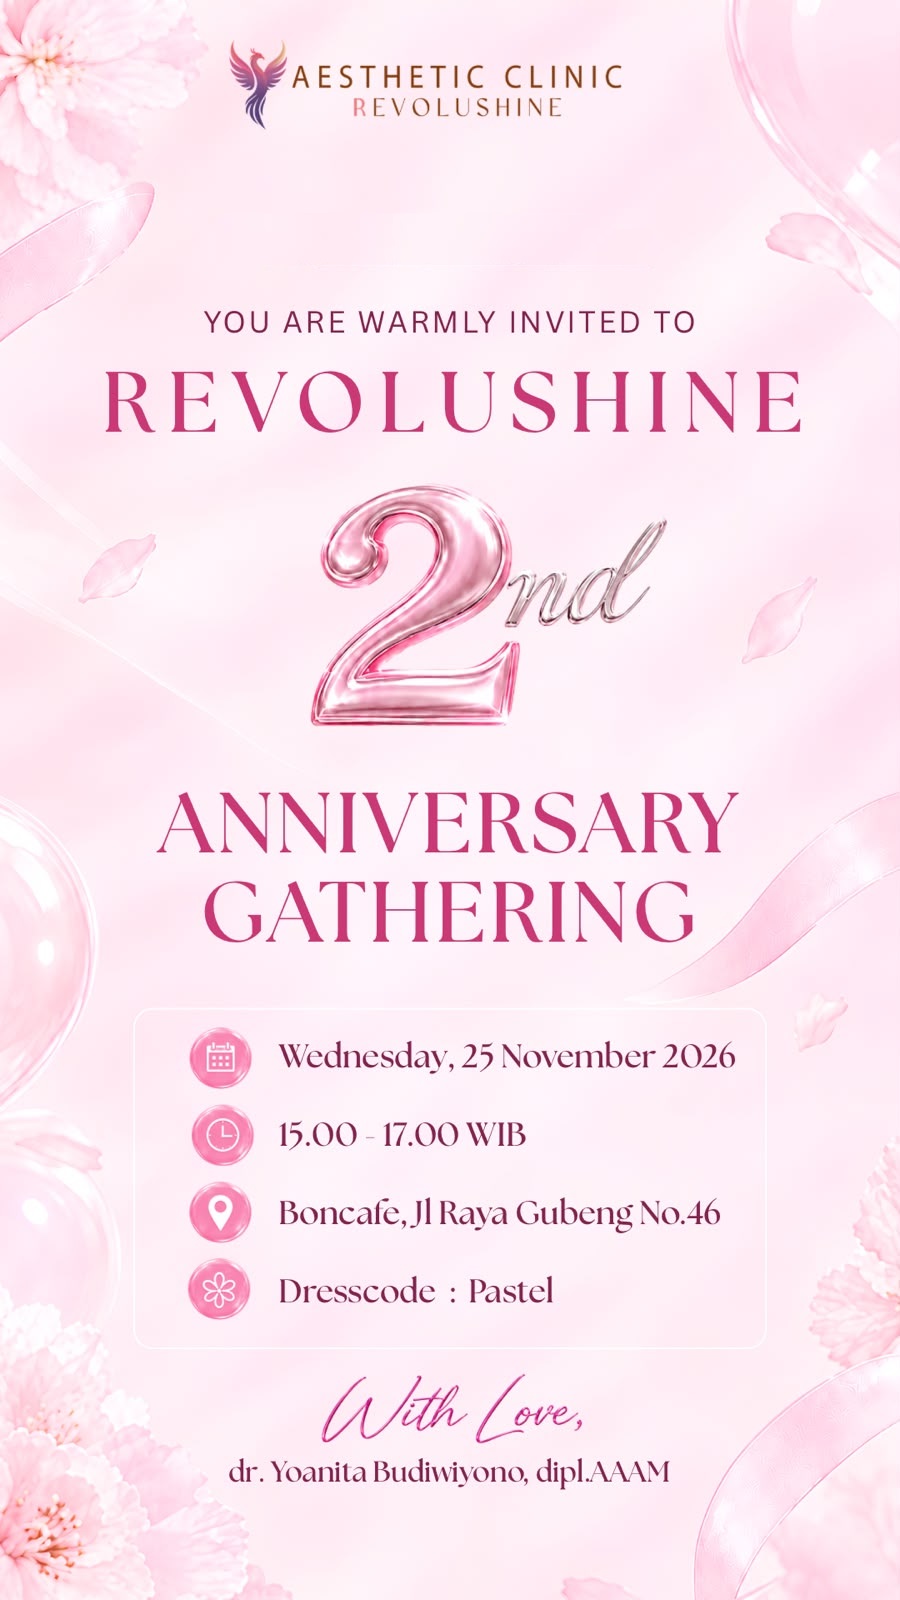 AESTHETIC CLINIC
REVOLUSHINE
YOU ARE WARMLY INVITED TO
REVOLUSHINE
2nd
ANNIVERSARY
GATHERING
Wednesday, 25 November 2026
15.00 - 17.00 WIB
Boncafe, Jl Raya Gubeng No.46
Dresscode : Pastel
With Love,
dr. Yoanita Budiwiyono, dipl.AAAM